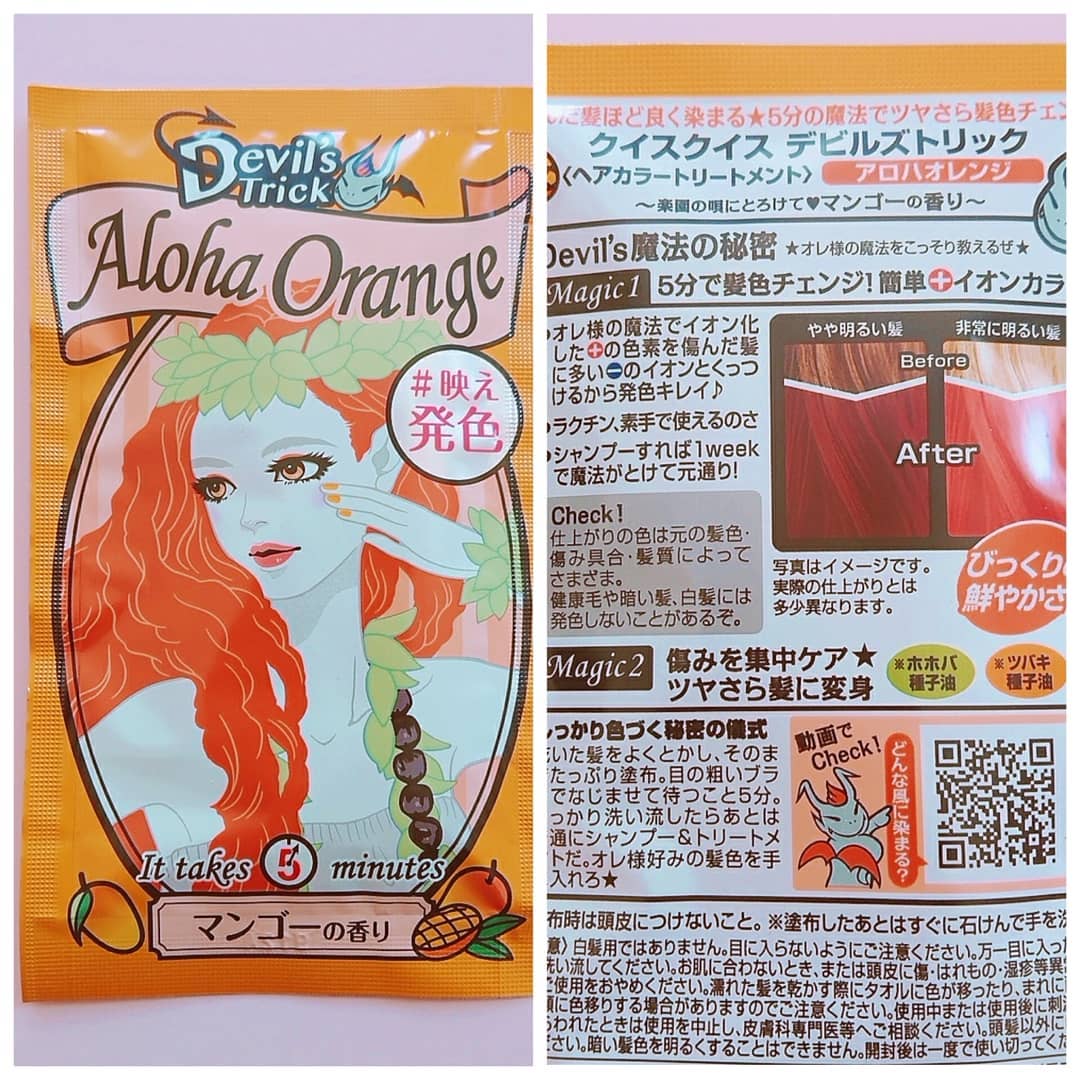 Devil's
Trick
Aloha Orange
#映え
発色
It takes 5 minutes
マンゴーの香り
た髪ほど良く染まる★5分の魔法でツヤさら髪色チェン
クイスクイス デビルズトリック
〈ヘアカラートリートメント〉 アロハオレンジ
～楽園の唄にとろけて♥マンゴーの香り～
Devil's魔法の秘密 ★オレ様の魔法をこっそり教えるぜ★
Magic1 5分で髪色チェンジ!簡単+イオンカラ
•オレ様の魔法でイオン化
した+の色素を傷んだ髪
に多い−のイオンとくっつ
けるから発色キレイ♪
•ラクチン、素手で使えるのさ
•シャンプーすれば1week
で魔法がとけて元通り!
やや明るい髪 非常に明るい髪
Before
After
Check!
仕上がりの色は元の髪色・
傷み具合・髪質によって
さまざま。
健康毛や暗い髪、白髪には
発色しないことがあるぞ。
写真はイメージです。
実際の仕上がりとは
多少異なります。
びっくりの
鮮やかさ
Magic2 傷みを集中ケア★
ツヤさら髪に変身
※ホホバ
種子油
※ツバキ
種子油
しっかり色づく秘密の儀式
いた髪をよくとかし、そのま
たっぷり塗布。目の粗いブラ
でなじませて待つこと5分。
っかり洗い流したらあとは
通にシャンプー&トリートメ
トだ。オレ様好みの髪色を手
入れろ★
動画で
Check!
どんな風に染まる?
布時は頭皮につけないこと。※塗布したあとはすぐに石けんで手を洗
意〉白髪用ではありません。目に入らないようにご注意ください。万一目に入った
洗い流してください。お肌に合わないとき、または頭皮に傷・はれもの・湿疹等異常
ご使用をおやめください。濡れた髪を乾かす際にタオルに色が移ったり、まれに
類に色移りする場合がありますのでご注意ください。使用中または使用後に刺激
らわれたときは使用を中止し、皮膚科専門医等へご相談ください。頭髪以外に
ださい。暗い髪色を明るくすることはできません。開封後は一度で使い切ってくだ